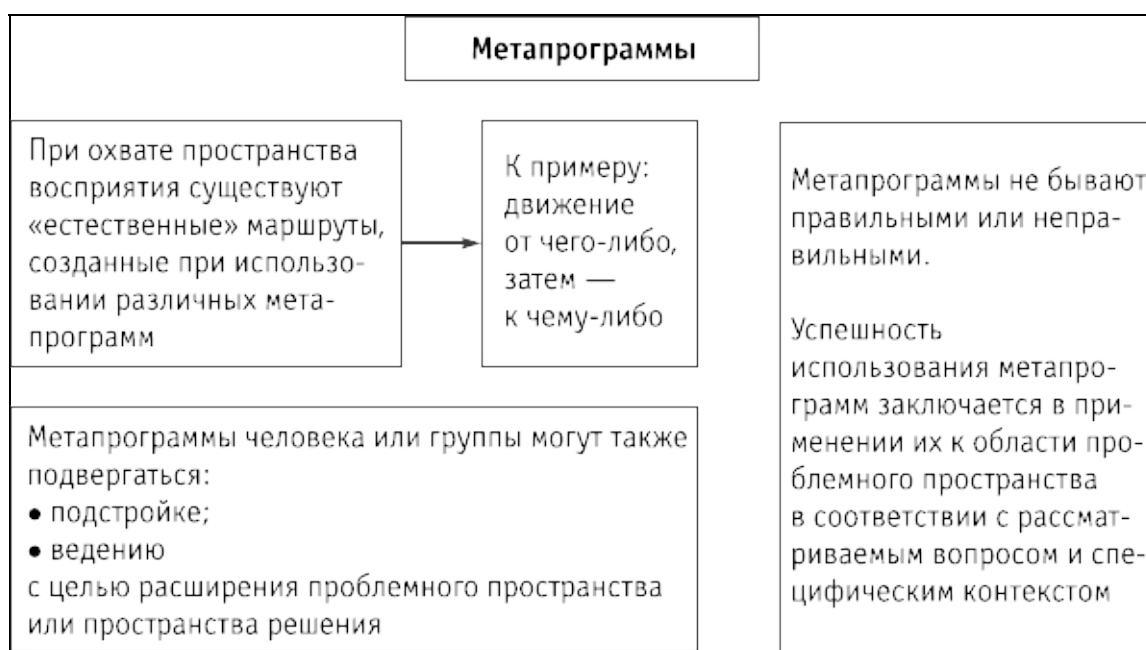 Метапрограммы
При охвате пространства
восприятия существуют
«естественные» маршруты,
созданные при использо-
вании различных мета-
программ
К примеру:
движение
от чего-либо,
затем —
к чему-либо
Метапрограммы человека или группы могут также
подвергаться:
• подстройке;
• ведению
с целью расширения проблемного пространства
или пространства решения
Метапрограммы не бывают
правильными или непра-
вильными.
Успешность
использования метапро-
грамм заключается в при-
менении их к области про-
блемного пространства
в соответствии с рассмат-
риваемым вопросом и спе-
цифическим контекстом